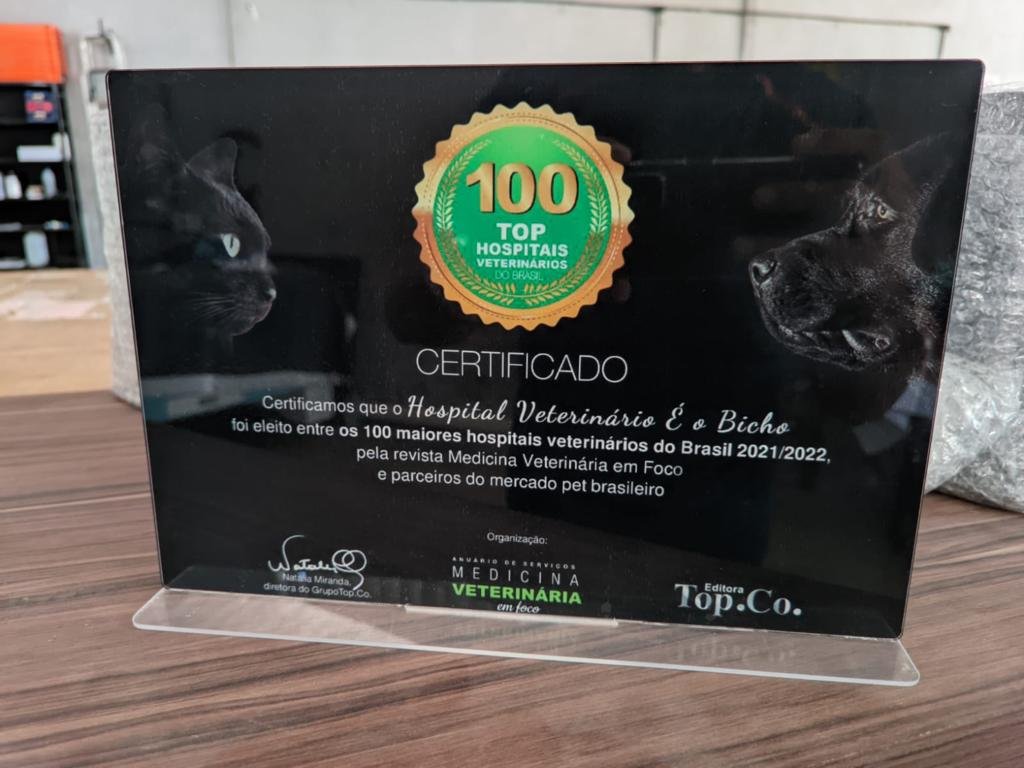 100
TOP
HOSPITAIS
VETERINÁRIOS
DO BRASIL
CERTIFICADO
Certificamos que o Hospital Veterinário É o Bicho
foi eleito entre os 100 maiores hospitais veterinários do Brasil 2021/2022,
pela revista Medicina Veterinária em Foco
e parceiros do mercado pet brasileiro
Organização:
Natalia Miranda,
diretora do GrupoTop.Co.
ANUÁRIO DE SERVIÇOS
MEDICINA
VETERINÁRIA
em foco
Editora
Top.Co.